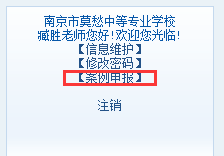 南京市莫愁中等专业学校
臧胜老师您好!欢迎您光临!
【信息维护】
【修改密码】
【案例申报】
注销